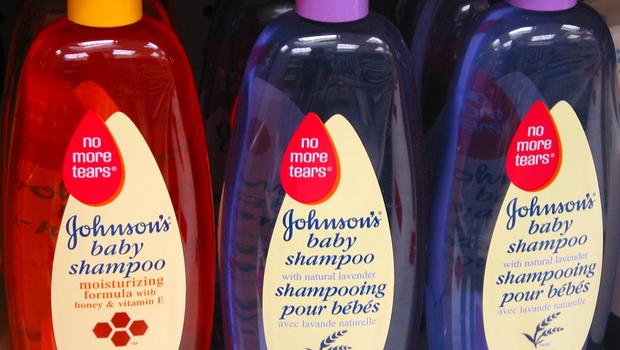 no
more
tears®
Johnson's®
baby
shampoo
moisturizing
formula with
honey & vitamin E
no
more
tears®
Johnson's®
baby
shampoo
with natural lavender
shampooing
pour bébés
avec lavande naturelle
no
more
tears®
Johnson's®
baby
shampoo
with natural lavender
shampooing
pour bébés
avec lavande naturelle